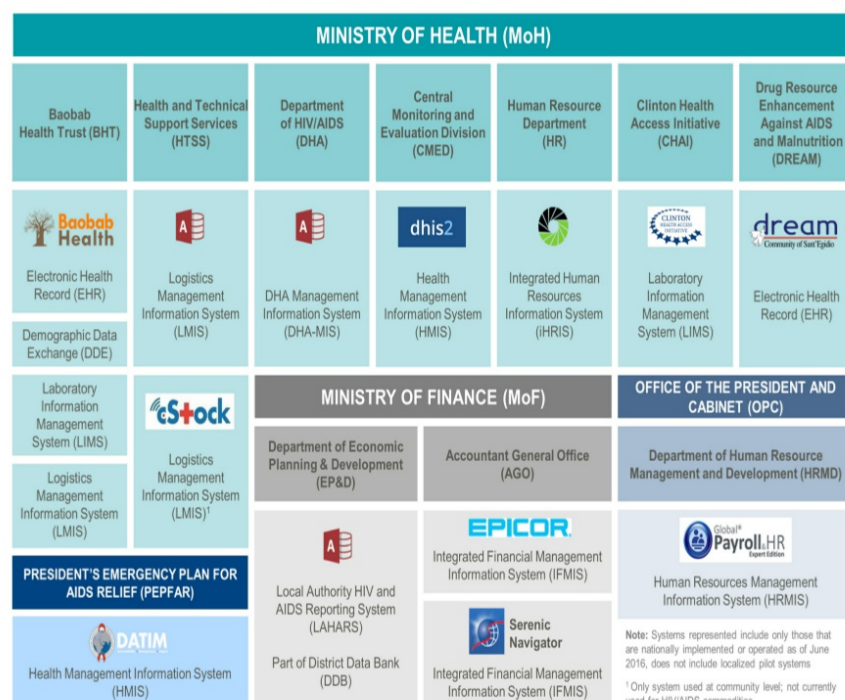 MINISTRY OF HEALTH (MoH)
Baobab
Health Trust (BHT)
Health and Technical
Support Services
(HTSS)
Department
of HIV/AIDS
(DHA)
Central
Monitoring and
Evaluation Division
(CMED)
Human Resource
Department
(HR)
Clinton Health
Access Initiative
(CHAI)
Drug Resource
Enhancement
Against AIDS
and Malnutrition
(DREAM)
Baobab
Health
Electronic Health
Record (EHR)
Demographic Data
Exchange (DDE)
Laboratory
Information
Management
System (LIMS)
Logistics
Management
Information System
(LMIS)
A
Logistics
Management
Information System
(LMIS)
cStock
Logistics
Management
Information System
(LMIS)1
A
DHA Management
Information System
(DHA-MIS)
dhis2
Health
Management
Information System
(HMIS)
Integrated Human
Resources
Information System
(iHRIS)
CLINTON
HEALTH ACCESS
INITIATIVE
Laboratory
Information
Management
System (LIMS)
dream
Community of Sant'Egidio
Electronic Health
Record (EHR)
MINISTRY OF FINANCE (MoF)
Department of Economic
Planning & Development
(EP&D)
A
Local Authority HIV and
AIDS Reporting System
(LAHARS)
Part of District Data Bank
(DDB)
Accountant General Office
(AGO)
EPICOR.
Integrated Financial Management
Information System (IFMIS)
Serenic
Navigator
Integrated Financial Management
Information System (IFMIS)
OFFICE OF THE PRESIDENT AND
CABINET (OPC)
Department of Human Resource
Management and Development (HRMD)
Global®
Payroll&HR
Expert Edition
Human Resources Management
Information System (HRMIS)
PRESIDENT'S EMERGENCY PLAN FOR
AIDS RELIEF (PEPFAR)
DATIM
Health Management Information System
(HMIS)
Note: Systems represented include only those that
are nationally implemented or operated as of June
2016, does not include localized pilot systems
1 Only system used at community level; not currently
used for HIV/AIDS commodities